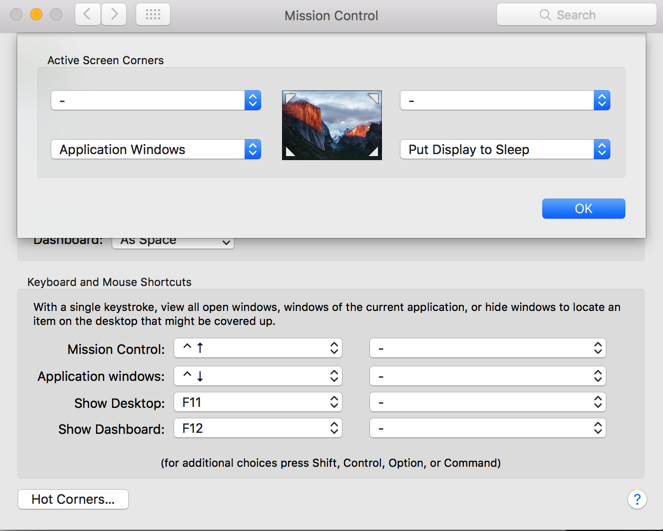 Mission Control
Search
Active Screen Corners
-
-
Application Windows
Put Display to Sleep
OK
Dashboard: As Space
Keyboard and Mouse Shortcuts
With a single keystroke, view all open windows, windows of the current application, or hide windows to locate an
item on the desktop that might be covered up.
Mission Control: ^ ↑ -
Application windows: ^ ↓ -
Show Desktop: F11 -
Show Dashboard: F12 -
(for additional choices press Shift, Control, Option, or Command)
Hot Corners... ?